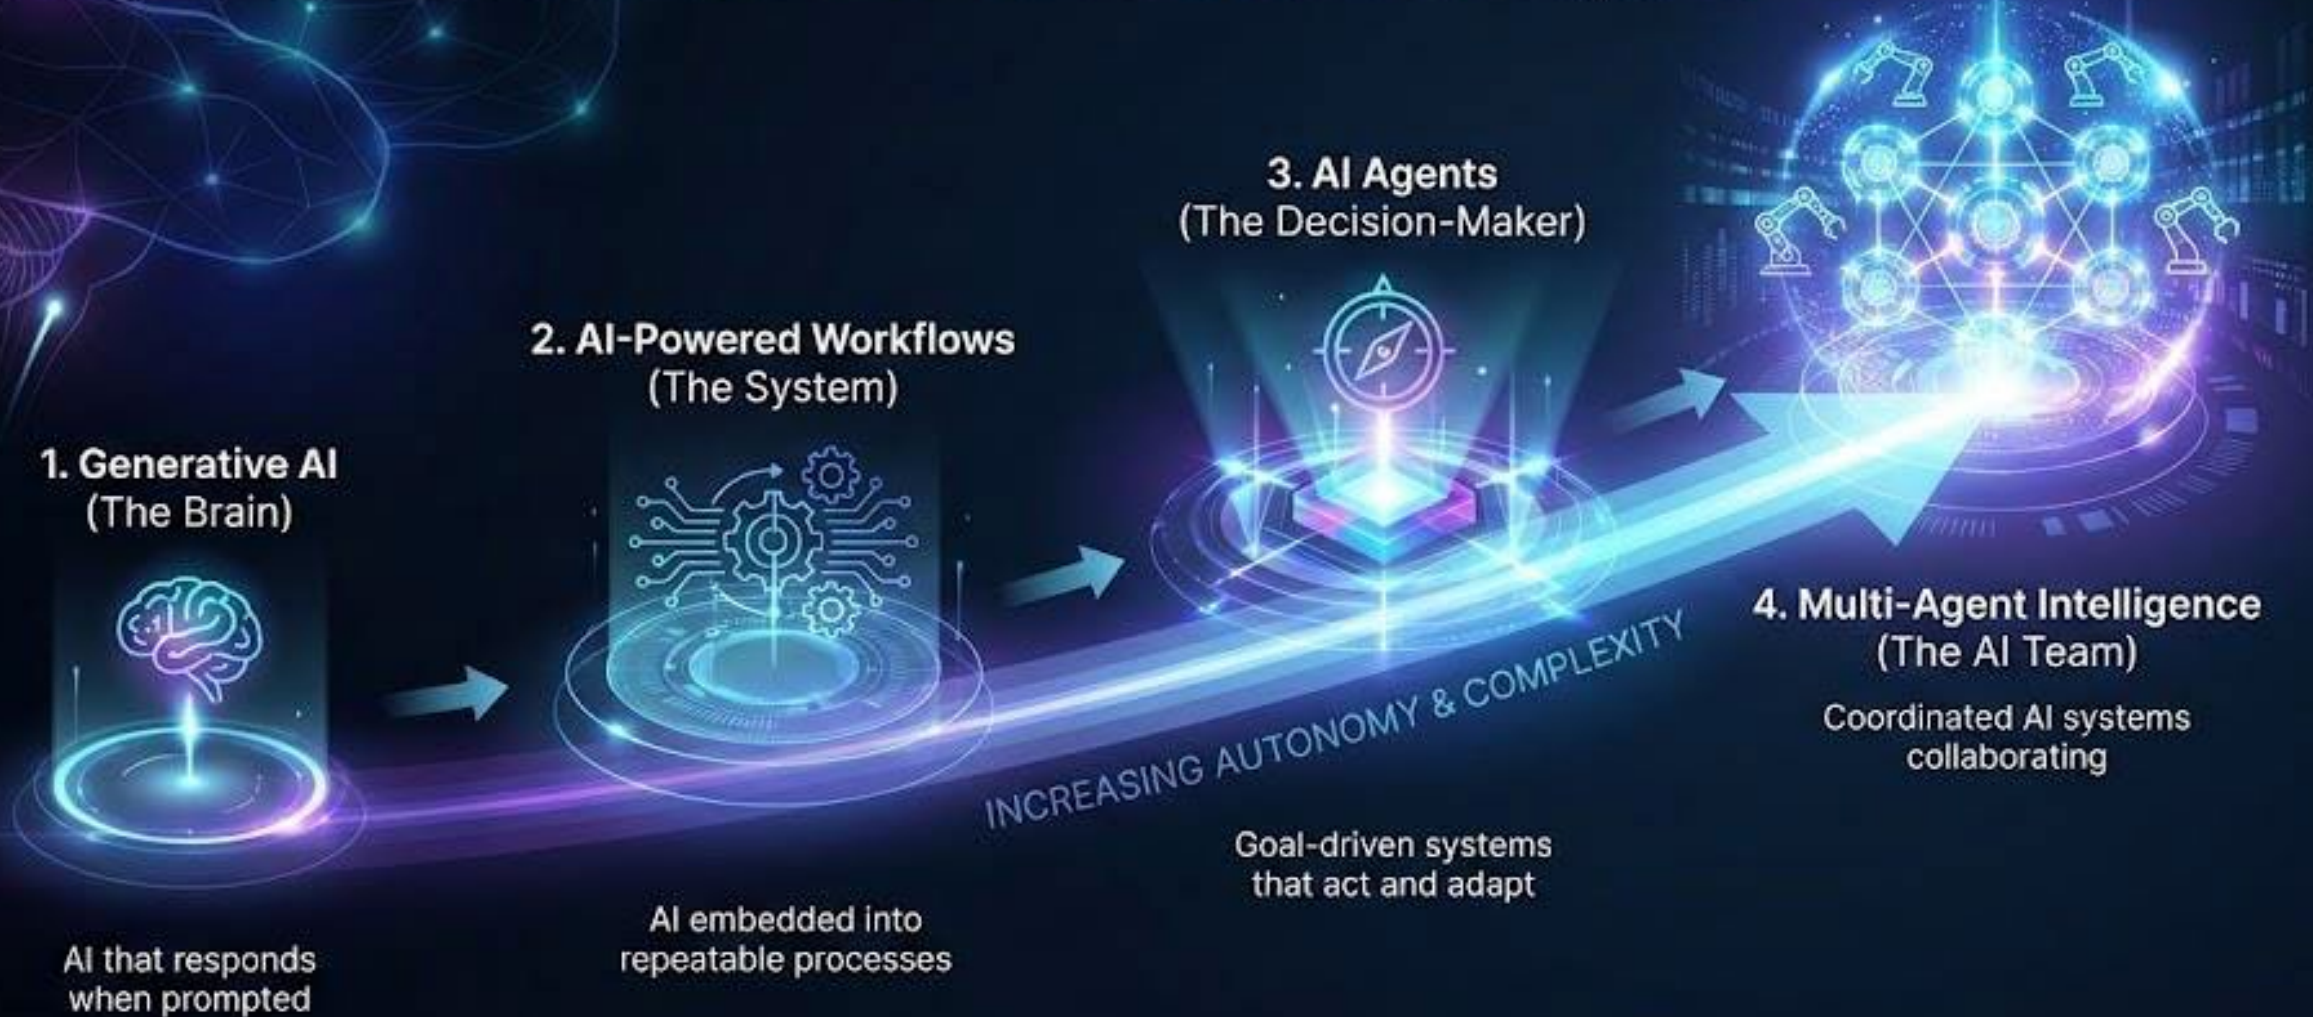 1. Generative AI
(The Brain)
AI that responds
when prompted
2. AI-Powered Workflows
(The System)
AI embedded into
repeatable processes
3. AI Agents
(The Decision-Maker)
Goal-driven systems
that act and adapt
4. Multi-Agent Intelligence
(The AI Team)
Coordinated AI systems
collaborating
INCREASING AUTONOMY & COMPLEXITY